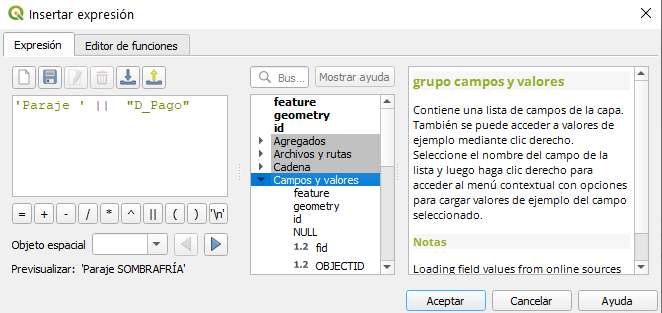 Insertar expresión
Expresión
Editor de funciones
'Paraje ' || "D_Pago"
= + - / * ^ || ( ) '\n'
Objeto espacial
Previsualizar: 'Paraje SOMBRAFRÍA'
Bus...
Mostrar ayuda
feature
geometry
id
Agregados
Archivos y rutas
Cadena
Campos y valores
feature
geometry
id
NULL
1.2 fid
1.2 OBJECTID
grupo campos y valores
Contiene una lista de campos de la capa.
También se puede acceder a valores de
ejemplo mediante clic derecho.
Seleccione el nombre del campo de la
lista y luego haga clic derecho para
acceder al menú contextual con opciones
para cargar valores de ejemplo del campo
seleccionado.
Notas
Loading field values from online sources
Aceptar
Cancelar
Ayuda